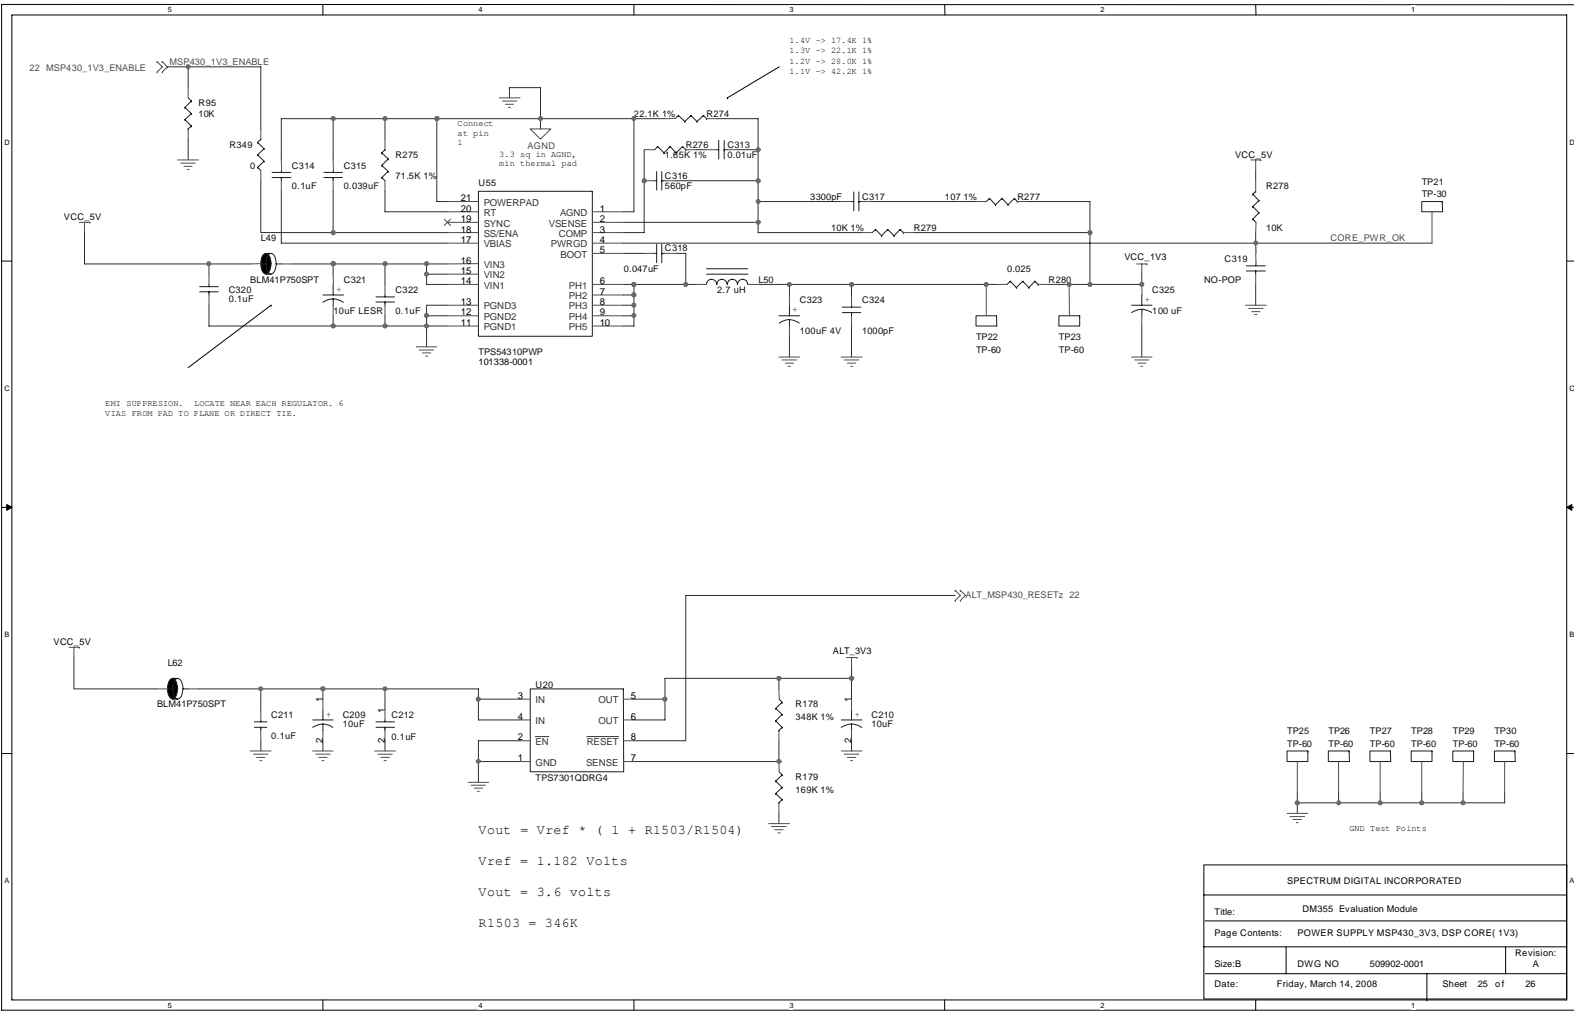 5 4 3 2 1
D
C
B
A
D
C
B
A
1.4V -> 17.4K 1%
1.3V -> 22.1K 1%
1.2V -> 28.0K 1%
1.1V -> 42.2K 1%
22 MSP430_1V3_ENABLE
MSP430_1V3_ENABLE
R95
10K
R349
0
C314
0.1uF
C315
0.039uF
R275
71.5K 1%
Connect
at pin
1
AGND
3.3 sq in AGND,
min thermal pad
22.1K 1%
R274
R276
1.65K 1%
C313
0.01uF
C316
560pF
3300pF
C317
107 1%
R277
10K 1%
R279
VCC_5V
R278
10K
TP21
TP-30
CORE_PWR_OK
C319
NO-POP
U55
21 POWERPAD
20 RT
19 SYNC
18 SS/ENA
17 VBIAS
16 VIN3
15 VIN2
14 VIN1
13 PGND3
12 PGND2
11 PGND1
AGND 1
VSENSE 2
COMP 3
PWRGD 4
BOOT 5
PH1 6
PH2 7
PH3 8
PH4 9
PH5 10
TPS54310PWP
101338-0001
VCC_5V
L49
BLM41P750SPT
C320
0.1uF
C321
+
10uF LESR
C322
0.1uF
C318
0.047uF
L50
2.7 uH
C323
+
100uF 4V
C324
1000pF
0.025
R280
TP22
TP-60
TP23
TP-60
VCC_1V3
C325
+
100 uF
EMI SUPPRESION. LOCATE NEAR EACH REGULATOR. 6
VIAS FROM PAD TO PLANE OR DIRECT TIE.
ALT_MSP430_RESETz 22
VCC_5V
L62
BLM41P750SPT
C211
0.1uF
1
+
C209
10uF
2
1
C212
0.1uF
2
U20
3 IN
4 IN
2 EN
1 GND
OUT 5
OUT 6
RESET 8
SENSE 7
TPS7301QDRG4
ALT_3V3
R178
348K 1%
1
+
C210
10uF
2
R179
169K 1%
Vout = Vref * ( 1 + R1503/R1504)
Vref = 1.182 Volts
Vout = 3.6 volts
R1503 = 346K
TP25 TP26 TP27 TP28 TP29 TP30
TP-60 TP-60 TP-60 TP-60 TP-60 TP-60
GND Test Points
SPECTRUM DIGITAL INCORPORATED
Title: DM355 Evaluation Module
Page Contents: POWER SUPPLY MSP430_3V3, DSP CORE( 1V3)
Size:B DWG NO 509902-0001 Revision:
A
Date: Friday, March 14, 2008 Sheet 25 of 26
5 4 3 2 1